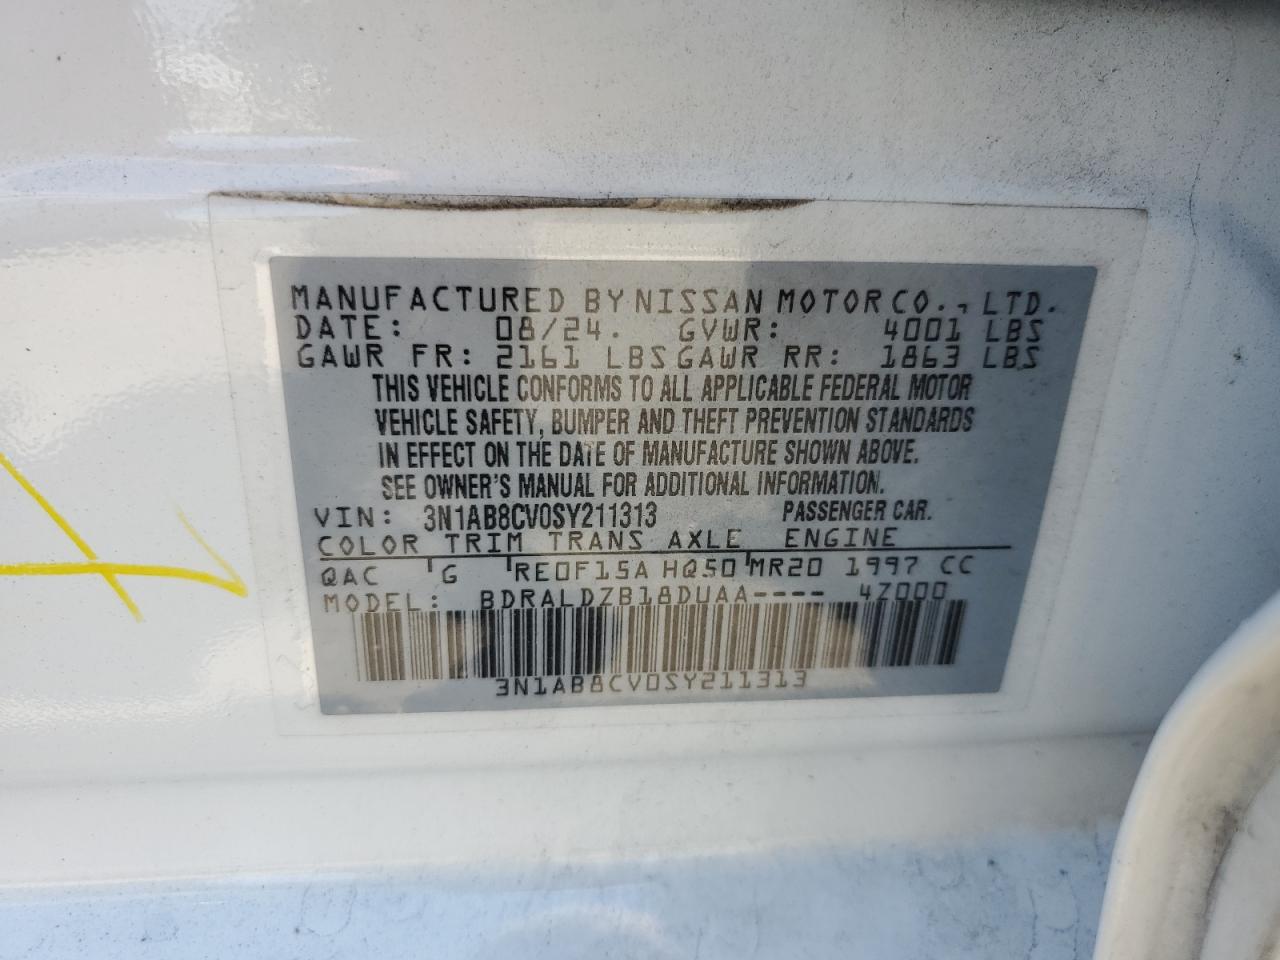 MANUFACTURED BY NISSAN MOTOR CO., LTD.
DATE: 08/24. GVWR: 4001 LBS
GAWR FR: 2161 LBS GAWR RR: 1863 LBS
THIS VEHICLE CONFORMS TO ALL APPLICABLE FEDERAL MOTOR
VEHICLE SAFETY, BUMPER AND THEFT PREVENTION STANDARDS
IN EFFECT ON THE DATE OF MANUFACTURE SHOWN ABOVE.
SEE OWNER'S MANUAL FOR ADDITIONAL INFORMATION.
VIN: 3N1AB8CV0SY211313 PASSENGER CAR.
COLOR TRIM TRANS AXLE ENGINE
QAC G RE0F15A HQ50 MR20 1997 CC
MODEL: BDRALDZB18DUAA---- 4Z000
3N1AB8CV0SY211313